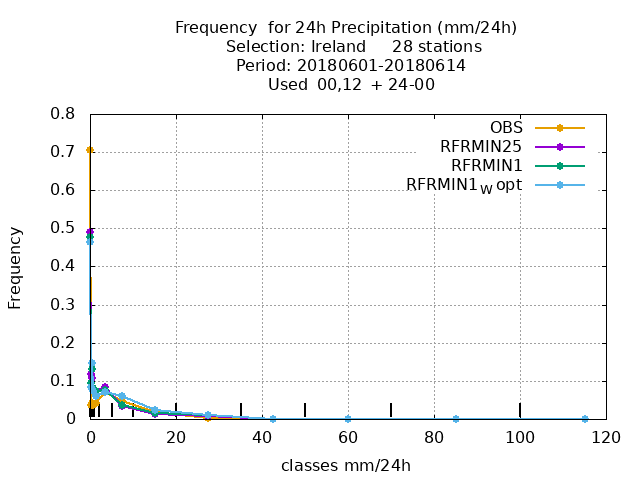 Frequency  for 24h Precipitation (mm/24h)
Selection: Ireland     28 stations
Period: 20180601-20180614
Used  00,12  + 24-00
OBS
RFRMIN25
RFRMIN1
RFRMIN1W opt
0.8
0.7
0.6
0.5
0.4
0.3
0.2
0.1
0
Frequency
0 20 40 60 80 100 120
classes mm/24h